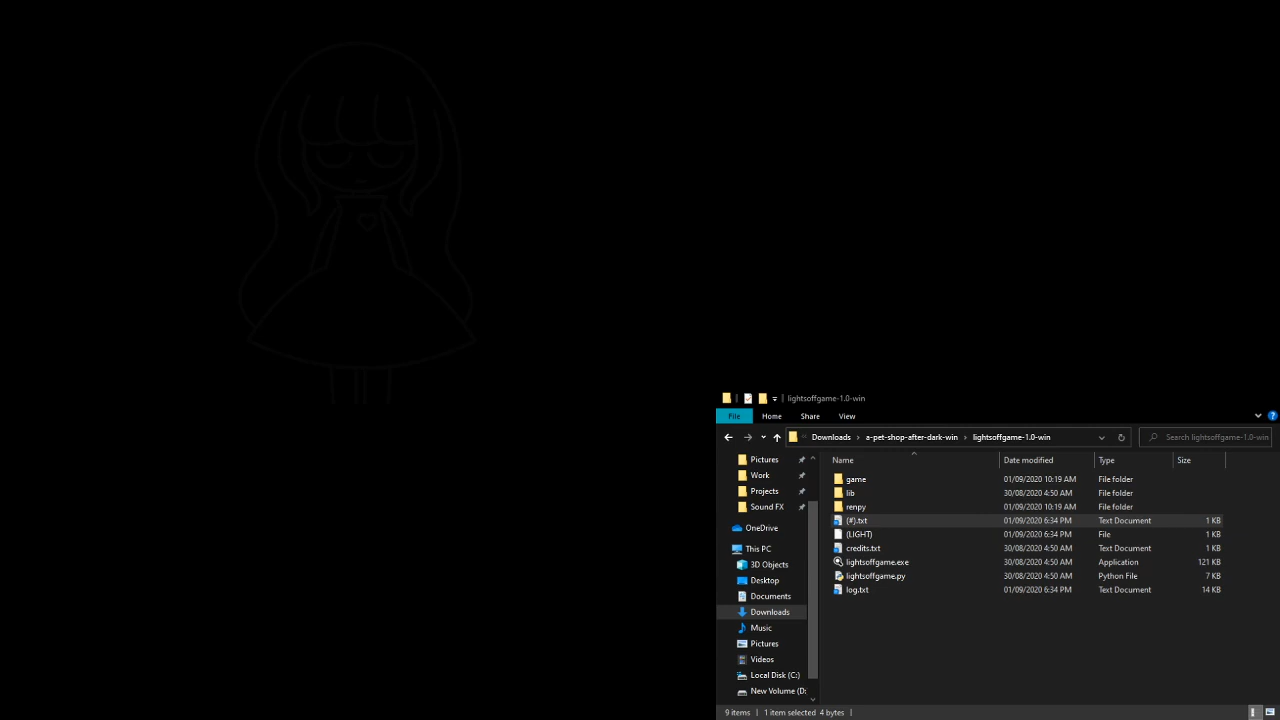 lightsoffgame-1.0-win
File Home Share View
Downloads a-pet-shop-after-dark-win lightsoffgame-1.0-win Search lightsoffgame-1.0-win
Pictures
Work
Projects
Sound FX
OneDrive
This PC
3D Objects
Desktop
Documents
Downloads
Music
Pictures
Videos
Local Disk (C:)
New Volume (D:
Name Date modified Type Size
game 01/09/2020 10:19 AM File folder
lib 30/08/2020 4:50 AM File folder
renpy 01/09/2020 10:19 AM File folder
(#).txt 01/09/2020 6:34 PM Text Document 1 KB
(LIGHT) 01/09/2020 6:34 PM File 1 KB
credits.txt 30/08/2020 4:50 AM Text Document 1 KB
lightsoffgame.exe 30/08/2020 4:50 AM Application 121 KB
lightsoffgame.py 30/08/2020 4:50 AM Python File 7 KB
log.txt 01/09/2020 6:34 PM Text Document 14 KB
9 items 1 item selected 4 bytes